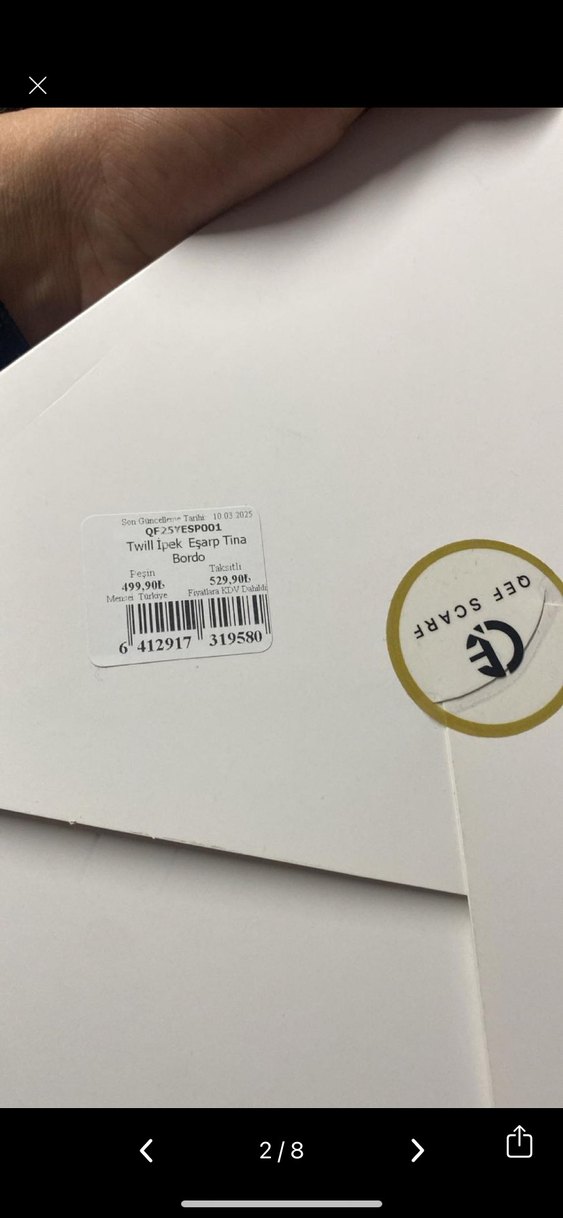 Son Güncelleme Tarihi: 10.03.2025
QF25YESP001
Twill İpek Eşarp Tina
Bordo
Peşin Taksitli
499,90₺ 529,90₺
Menşei Türkiye Fiyatlara KDV Dahildir
6 412917 319580
QEF SCARF
2 / 8